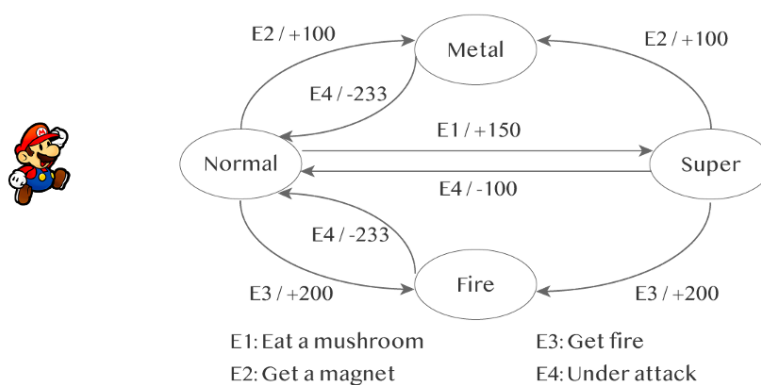 E2 / +100
Metal
E2 / +100
E4 / -233
E1 / +150
Normal
Super
E4 / -100
E4 / -233
Fire
E3 / +200
E3 / +200
E1: Eat a mushroom
E3: Get fire
E2: Get a magnet
E4: Under attack